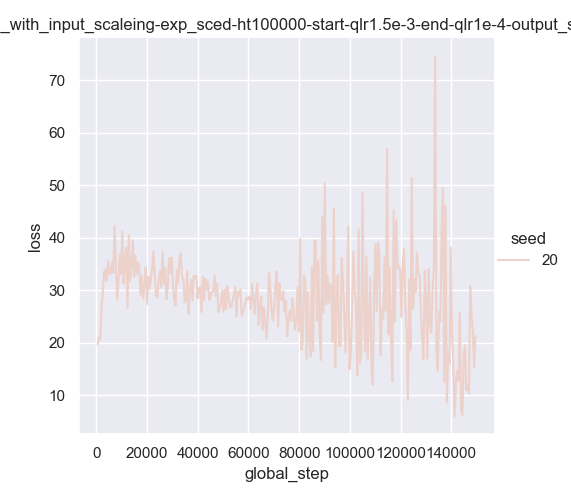 _with_input_scaleing-exp_sced-ht100000-start-qlr1.5e-3-end-qlr1e-4-output_s
70
60
50
40
30
20
10
loss
0 20000 40000 60000 80000 100000 120000 140000
global_step
seed
20